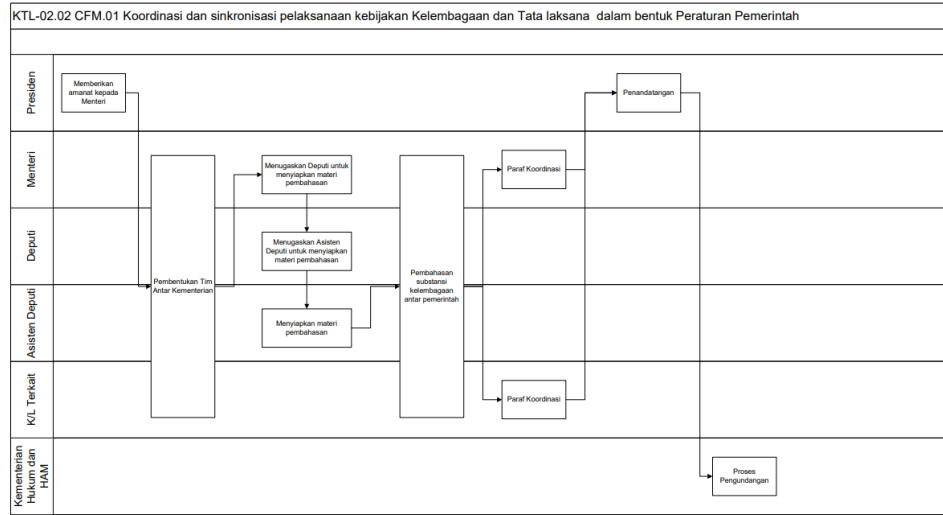 KTL-02.02 CFM.01 Koordinasi dan sinkronisasi pelaksanaan kebijakan Kelembagaan dan Tata laksana dalam bentuk Peraturan Pemerintah
Presiden
Memberikan
amanat kepada
Menteri
Penandatangan
Menteri
Menugaskan Deputi untuk
menyiapkan materi
pembahasan
Paraf Koordinasi
Deputi
Menugaskan Asisten
Deputi untuk menyiapkan
materi pembahasan
Pembentukan Tim
Antar Kementerian
Pembahasan
substansi
kelembagaan
antar pemerintah
Asisten Deputi
Menyiapkan materi
pembahasan
K/L Terkait
Paraf Koordinasi
Kementerian
Hukum dan
HAM
Proses
Pengundangan